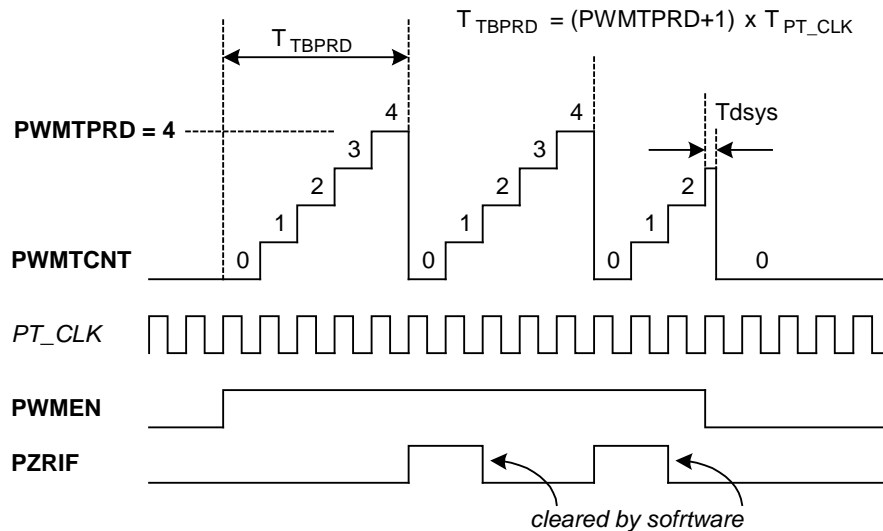 T TBPRD = (PWMTPRD+1) x T PT_CLK
T TBPRD
PWMTPRD = 4
4
4
Tdsys
3
3
2
2
2
1
1
1
PWMTCNT
0
0
0
0
PT_CLK
PWMEN
PZRIF
cleared by sofrtware